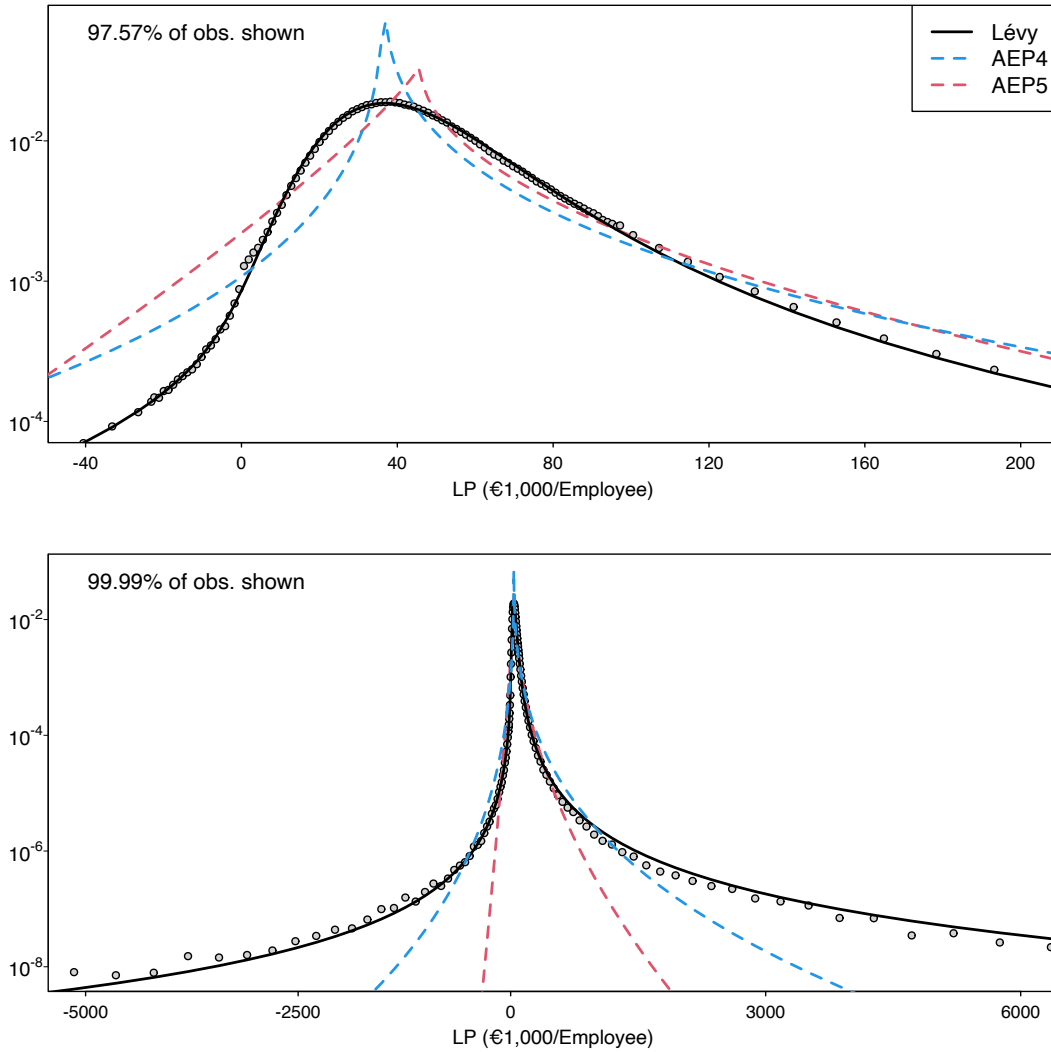 97.57% of obs. shown
Lévy
AEP4
AEP5
10-2
10-3
10-4
-40 0 40 80 120 160 200
LP (€1,000/Employee)
99.99% of obs. shown
10-2
10-4
10-6
10-8
-5000 -2500 0 3000 6000
LP (€1,000/Employee)